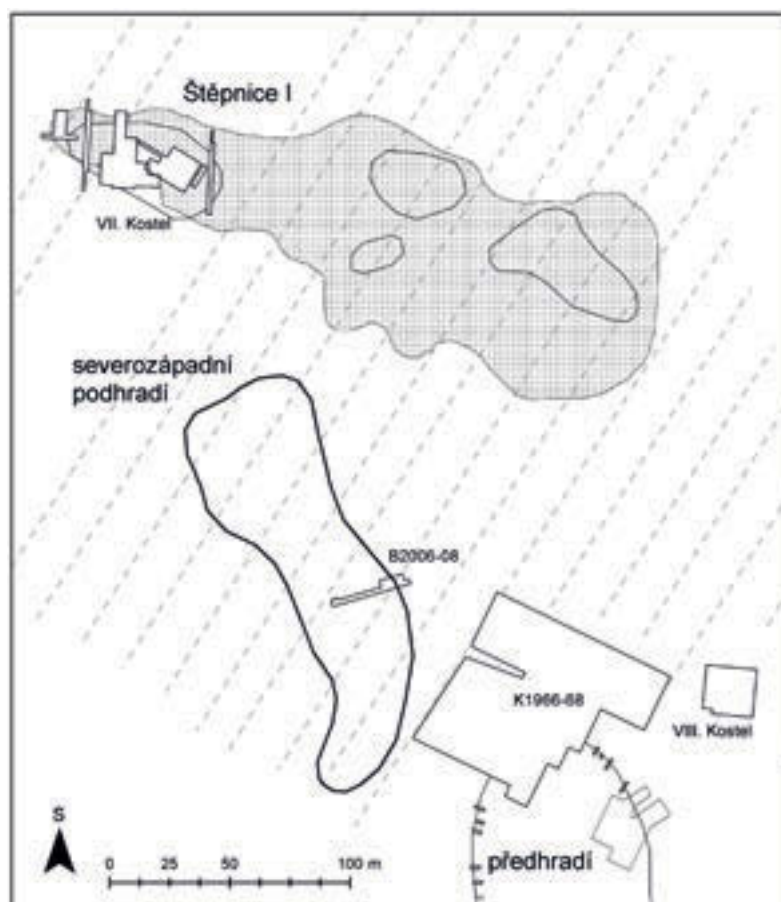 Štěpnice I
VII. Kostel
severozápadní
podhradí
B2006-08
K1966-68
VIII. Kostel
S
0 25 50 100 m
předhradí